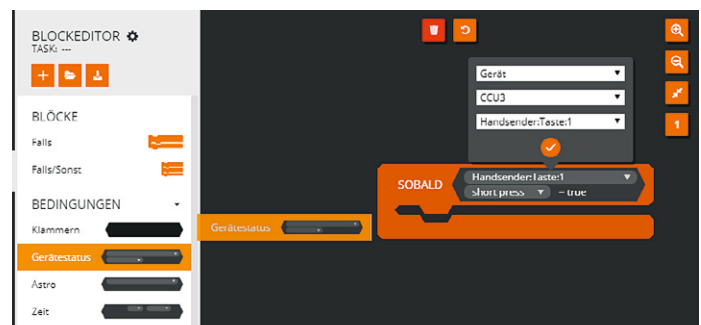 BLOCKEDITOR
TASK: ---
BLÖCKE
Falls
Falls/Sonst
BEDINGUNGEN
Klammern
Gerätestatus
Astro
Zeit
Gerätestatus
Gerät
CCU3
Handsender:Taste:1
SOBALD
Handsender:Taste:1
short press = true
1